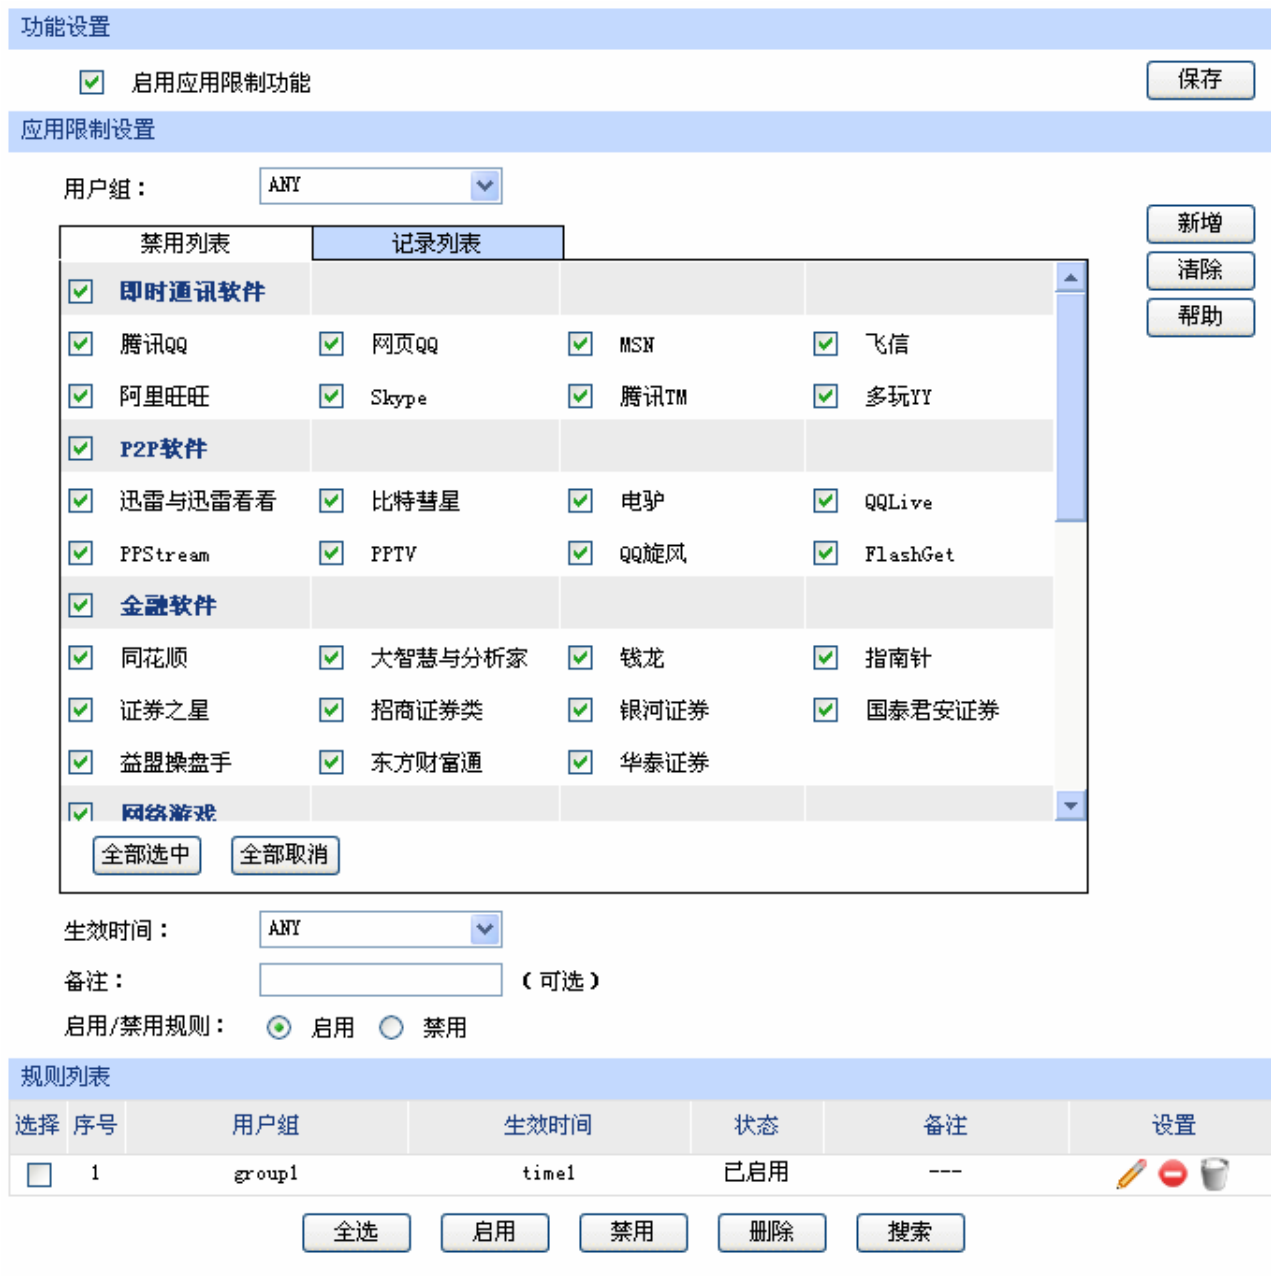 功能设置
启用应用限制功能 保存
应用限制设置
用户组： ANY
新增
禁用列表 记录列表
清除
即时通讯软件
帮助
腾讯QQ 网页QQ MSN 飞信
阿里旺旺 Skype 腾讯TM 多玩YY
P2P软件
迅雷与迅雷看看 比特彗星 电驴 QQLive
PPStream PPTV QQ旋风 FlashGet
金融软件
同花顺 大智慧与分析家 钱龙 指南针
证券之星 招商证券类 银河证券 国泰君安证券
益盟操盘手 东方财富通 华泰证券
网络游戏
全部选中 全部取消
生效时间： ANY
备注： （可选）
启用/禁用规则： 启用 禁用
规则列表
选择 序号 用户组 生效时间 状态 备注 设置
1 group1 time1 已启用 ---
全选 启用 禁用 删除 搜索